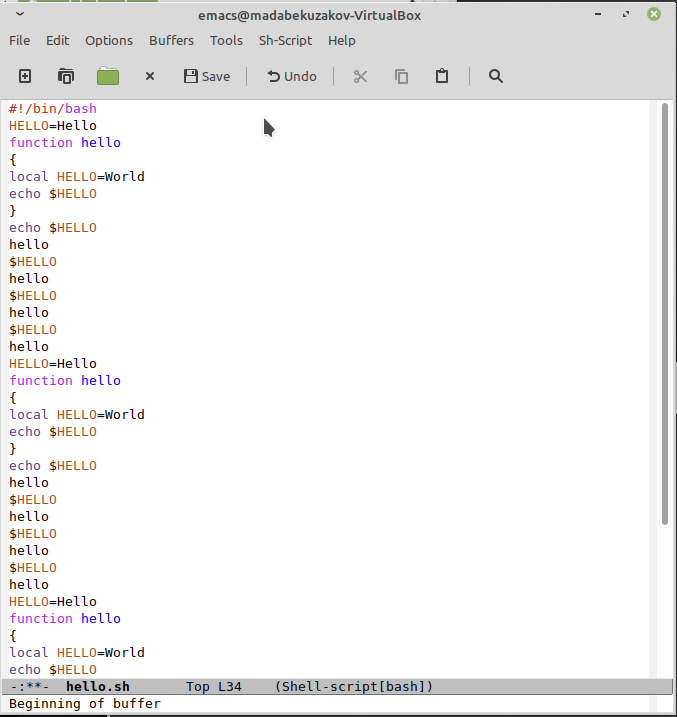 emacs@madabekuzakov-VirtualBox
File Edit Options Buffers Tools Sh-Script Help
Save Undo
#!/bin/bash
HELLO=Hello
function hello
{
local HELLO=World
echo $HELLO
}
echo $HELLO
hello
$HELLO
hello
$HELLO
hello
$HELLO
hello
HELLO=Hello
function hello
{
local HELLO=World
echo $HELLO
}
echo $HELLO
hello
$HELLO
hello
$HELLO
hello
$HELLO
hello
HELLO=Hello
function hello
{
local HELLO=World
echo $HELLO
-:**- hello.sh Top L34 (Shell-script[bash])
Beginning of buffer